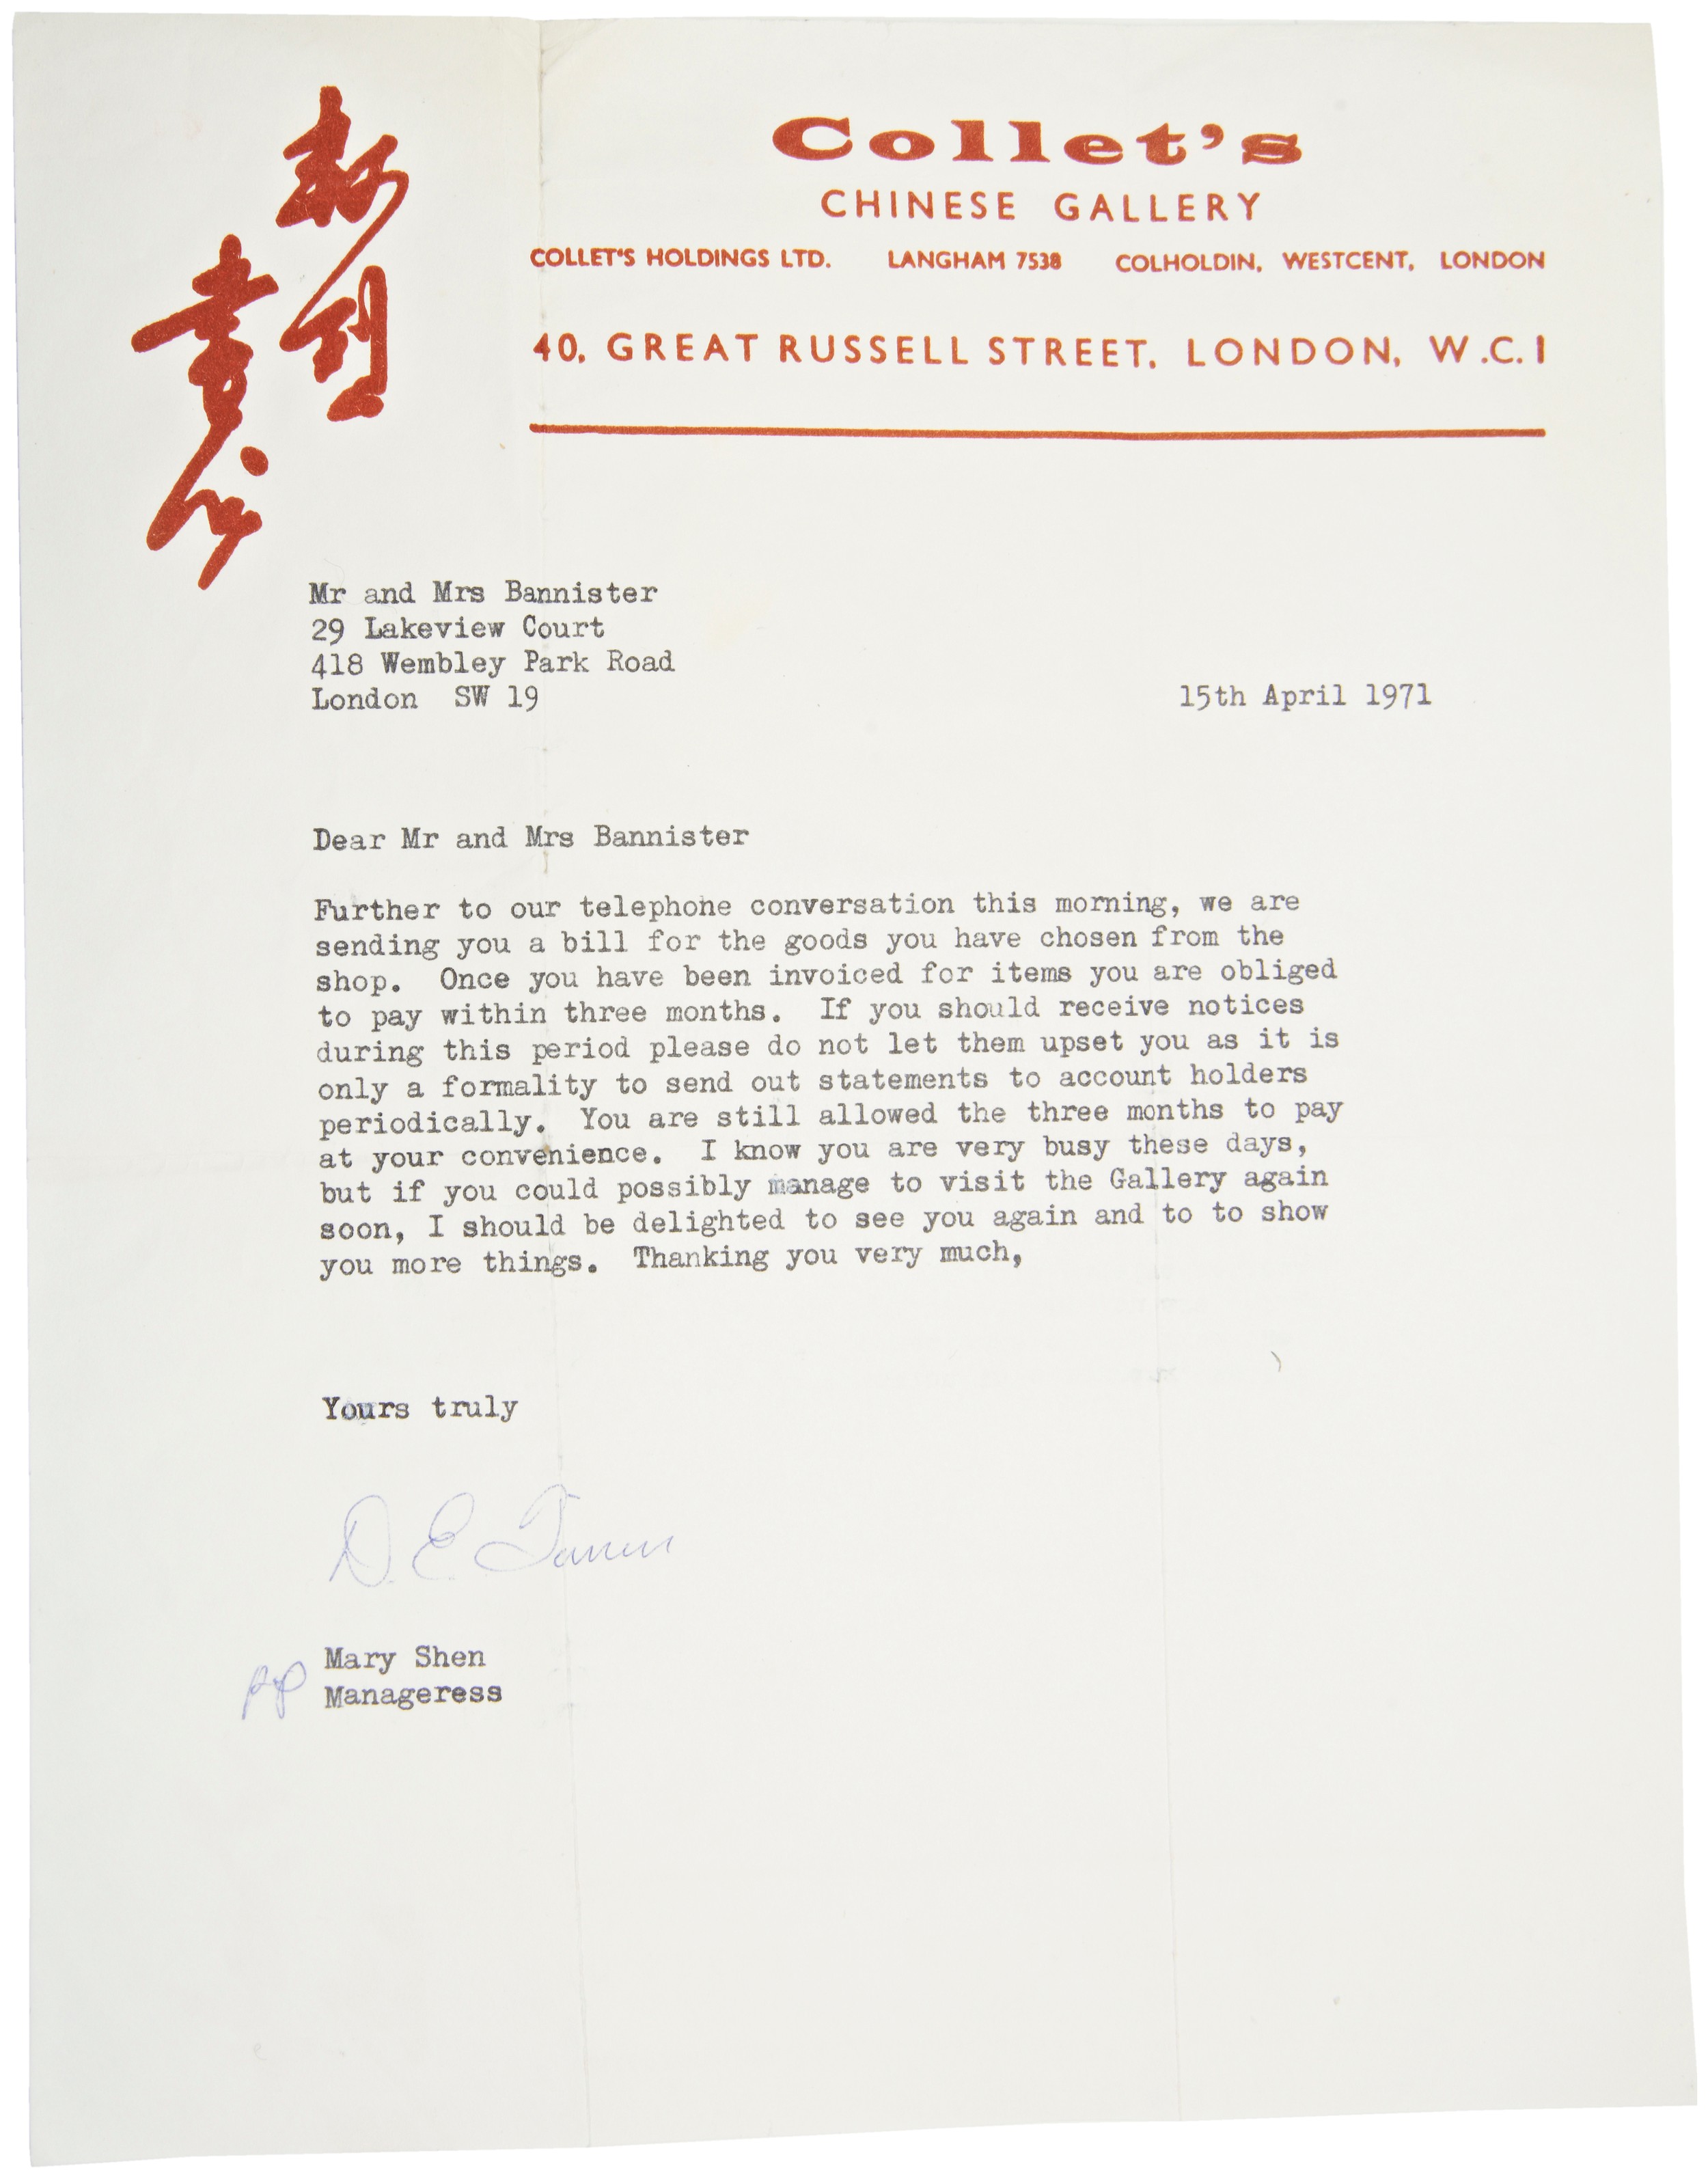 Collet's
CHINESE GALLERY
COLLET'S HOLDINGS LTD. LANGHAM 7538 COLHOLDIN, WESTCENT, LONDON
40, GREAT RUSSELL STREET, LONDON, W.C.1
Mr and Mrs Bannister
29 Lakeview Court
418 Wembley Park Road
London SW 19
15th April 1971
Dear Mr and Mrs Bannister
Further to our telephone conversation this morning, we are
sending you a bill for the goods you have chosen from the
shop. Once you have been invoiced for items you are obliged
to pay within three months. If you should receive notices
during this period please do not let them upset you as it is
only a formality to send out statements to account holders
periodically. You are still allowed the three months to pay
at your convenience. I know you are very busy these days,
but if you could possibly manage to visit the Gallery again
soon, I should be delighted to see you again and to to show
you more things. Thanking you very much,
Yours truly
D. E.
Mary Shen
pp Manageress